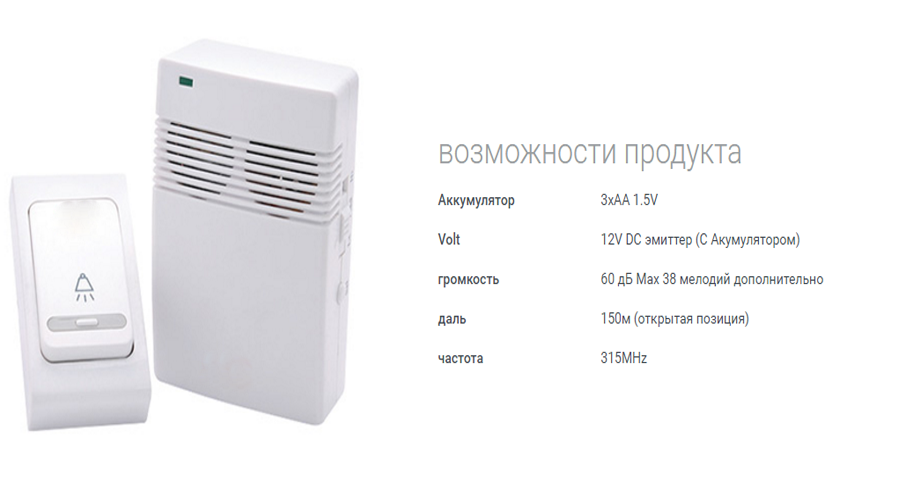 возможности продукта
Аккумулятор 3xAA 1.5V
Volt 12V DC эмиттер (С Акумулятором)
громкость 60 дБ Max 38 мелодий дополнительно
даль 150м (открытая позиция)
частота 315MHz